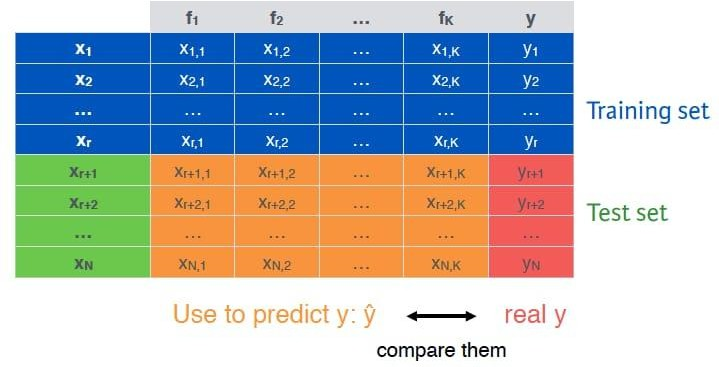 f1 f2 ... fK y
x1 x1,1 x1,2 ... x1,K y1
x2 x2,1 x2,2 ... x2,K y2
... ... ... ... ... ...
xr xr,1 xr,2 ... xr,K yr
Training set
xr+1 xr+1,1 xr+1,2 ... xr+1,K yr+1
xr+2 xr+2,1 xr+2,2 ... xr+2,K yr+2
... ... ... ... ... ...
xN xN,1 xN,2 ... xN,K yN
Test set
Use to predict y: ŷ ⟷ real y
compare them